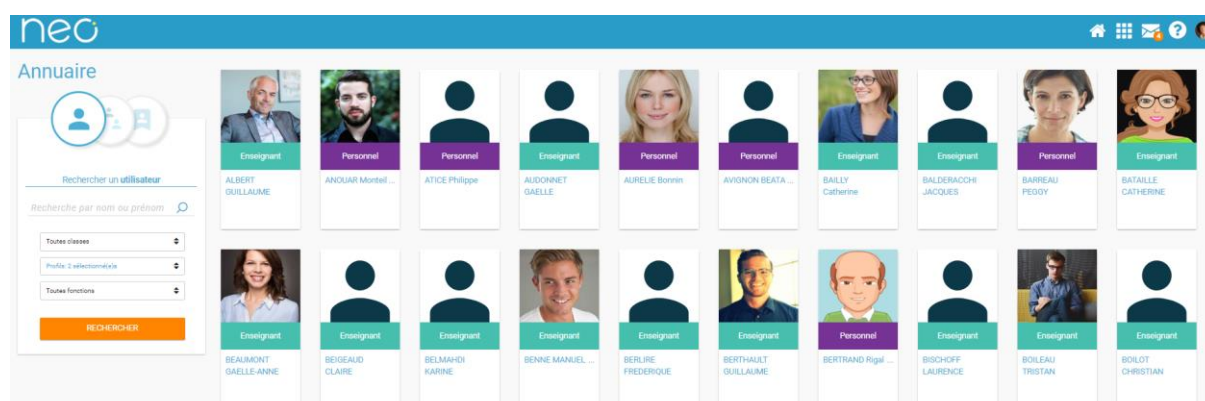 neo
4
Annuaire
Rechercher un utilisateur
Recherche par nom ou prénom
Toutes classes
Profils: 2 sélectionné(e)s
Toutes fonctions
RECHERCHER
Enseignant
ALBERT
GUILLAUME
Personnel
ANOUAR Monteil ...
Personnel
ATICE Philippe
Enseignant
AUDONNET
GAELLE
Personnel
AURELIE Bonnin
Personnel
AVIGNON BEATA ...
Enseignant
BAILLY
Catherine
Enseignant
BALDERACCHI
JACQUES
Personnel
BARREAU
PEGGY
Enseignant
BATAILLE
CATHERINE
Enseignant
BEAUMONT
GAELLE-ANNE
Enseignant
BEIGEAUD
CLAIRE
Enseignant
BELMAHDI
KARINE
Enseignant
BENNE MANUEL ...
Enseignant
BERLIRE
FREDERIQUE
Enseignant
BERTHAULT
GUILLAUME
Personnel
BERTRAND Rigal ...
Enseignant
BISCHOFF
LAURENCE
Enseignant
BOILEAU
TRISTAN
Enseignant
BOILOT
CHRISTIAN